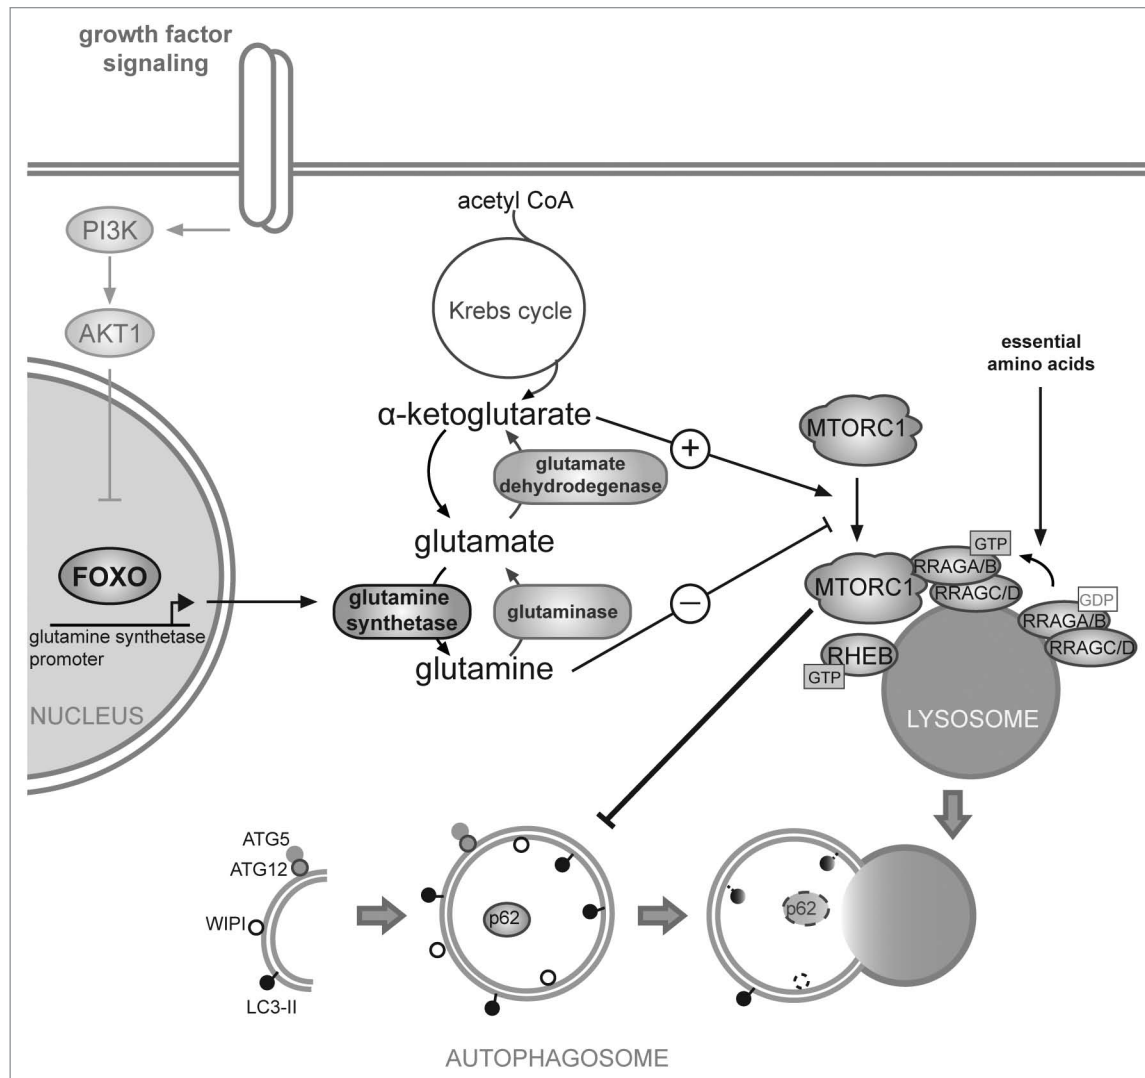 growth factor
signaling
PI3K
AKT1
acetyl CoA
Krebs cycle
essential
amino acids
α-ketoglutarate
MTORC1
+
glutamate
dehydrodegenase
glutamate
GTP
RRAGA/B
MTORC1
RRAGC/D
GDP
RRAGA/B
RRAGC/D
FOXO
glutamine
synthetase
glutaminase
−
glutamine synthetase
promoter
glutamine
RHEB
GTP
NUCLEUS
LYSOSOME
ATG5
ATG12
WIPI
LC3-II
p62
p62
AUTOPHAGOSOME